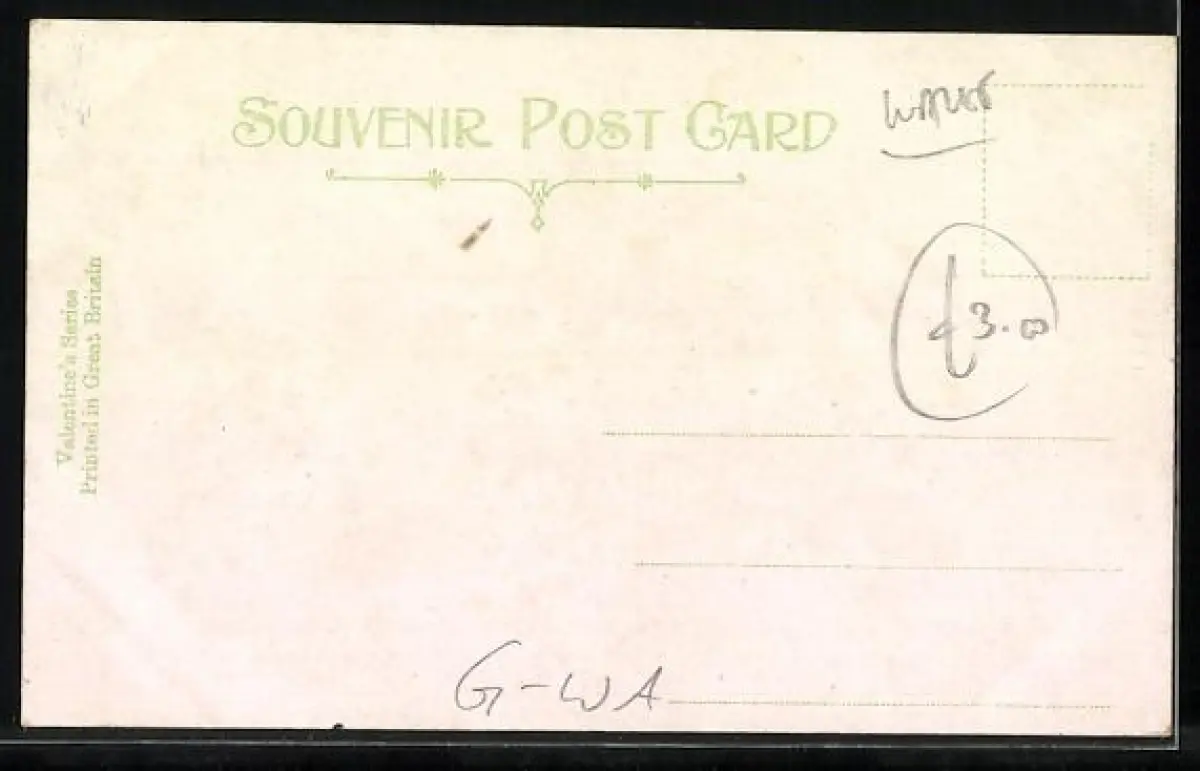 SOUVENIR POST CARD
£3.00
Valentine's Series
Printed in Great Britain
G-WA